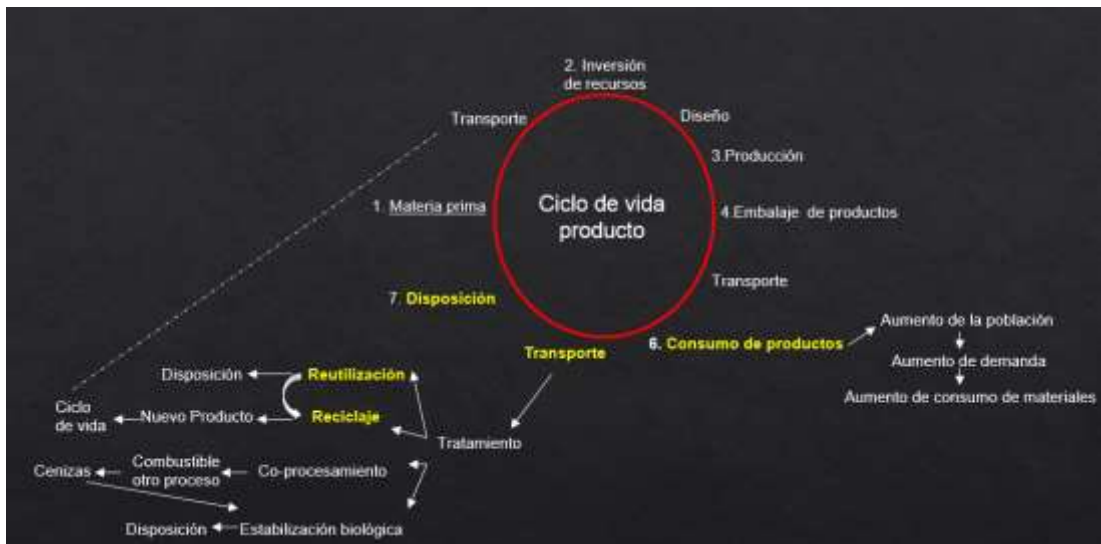 2. Inversión
de recursos
Transporte
Diseño
3.Producción
1. Materia prima
Ciclo de vida
producto
4.Embalaje de productos
Transporte
7. Disposición
Aumento de la población
6. Consumo de productos
Transporte
Aumento de demanda
Disposición
Reutilización
Aumento de consumo de materiales
Ciclo
de vida
Nuevo Producto
Reciclaje
Tratamiento
Cenizas
Combustible
otro proceso
Co-procesamiento
Disposición
Estabilización biológica